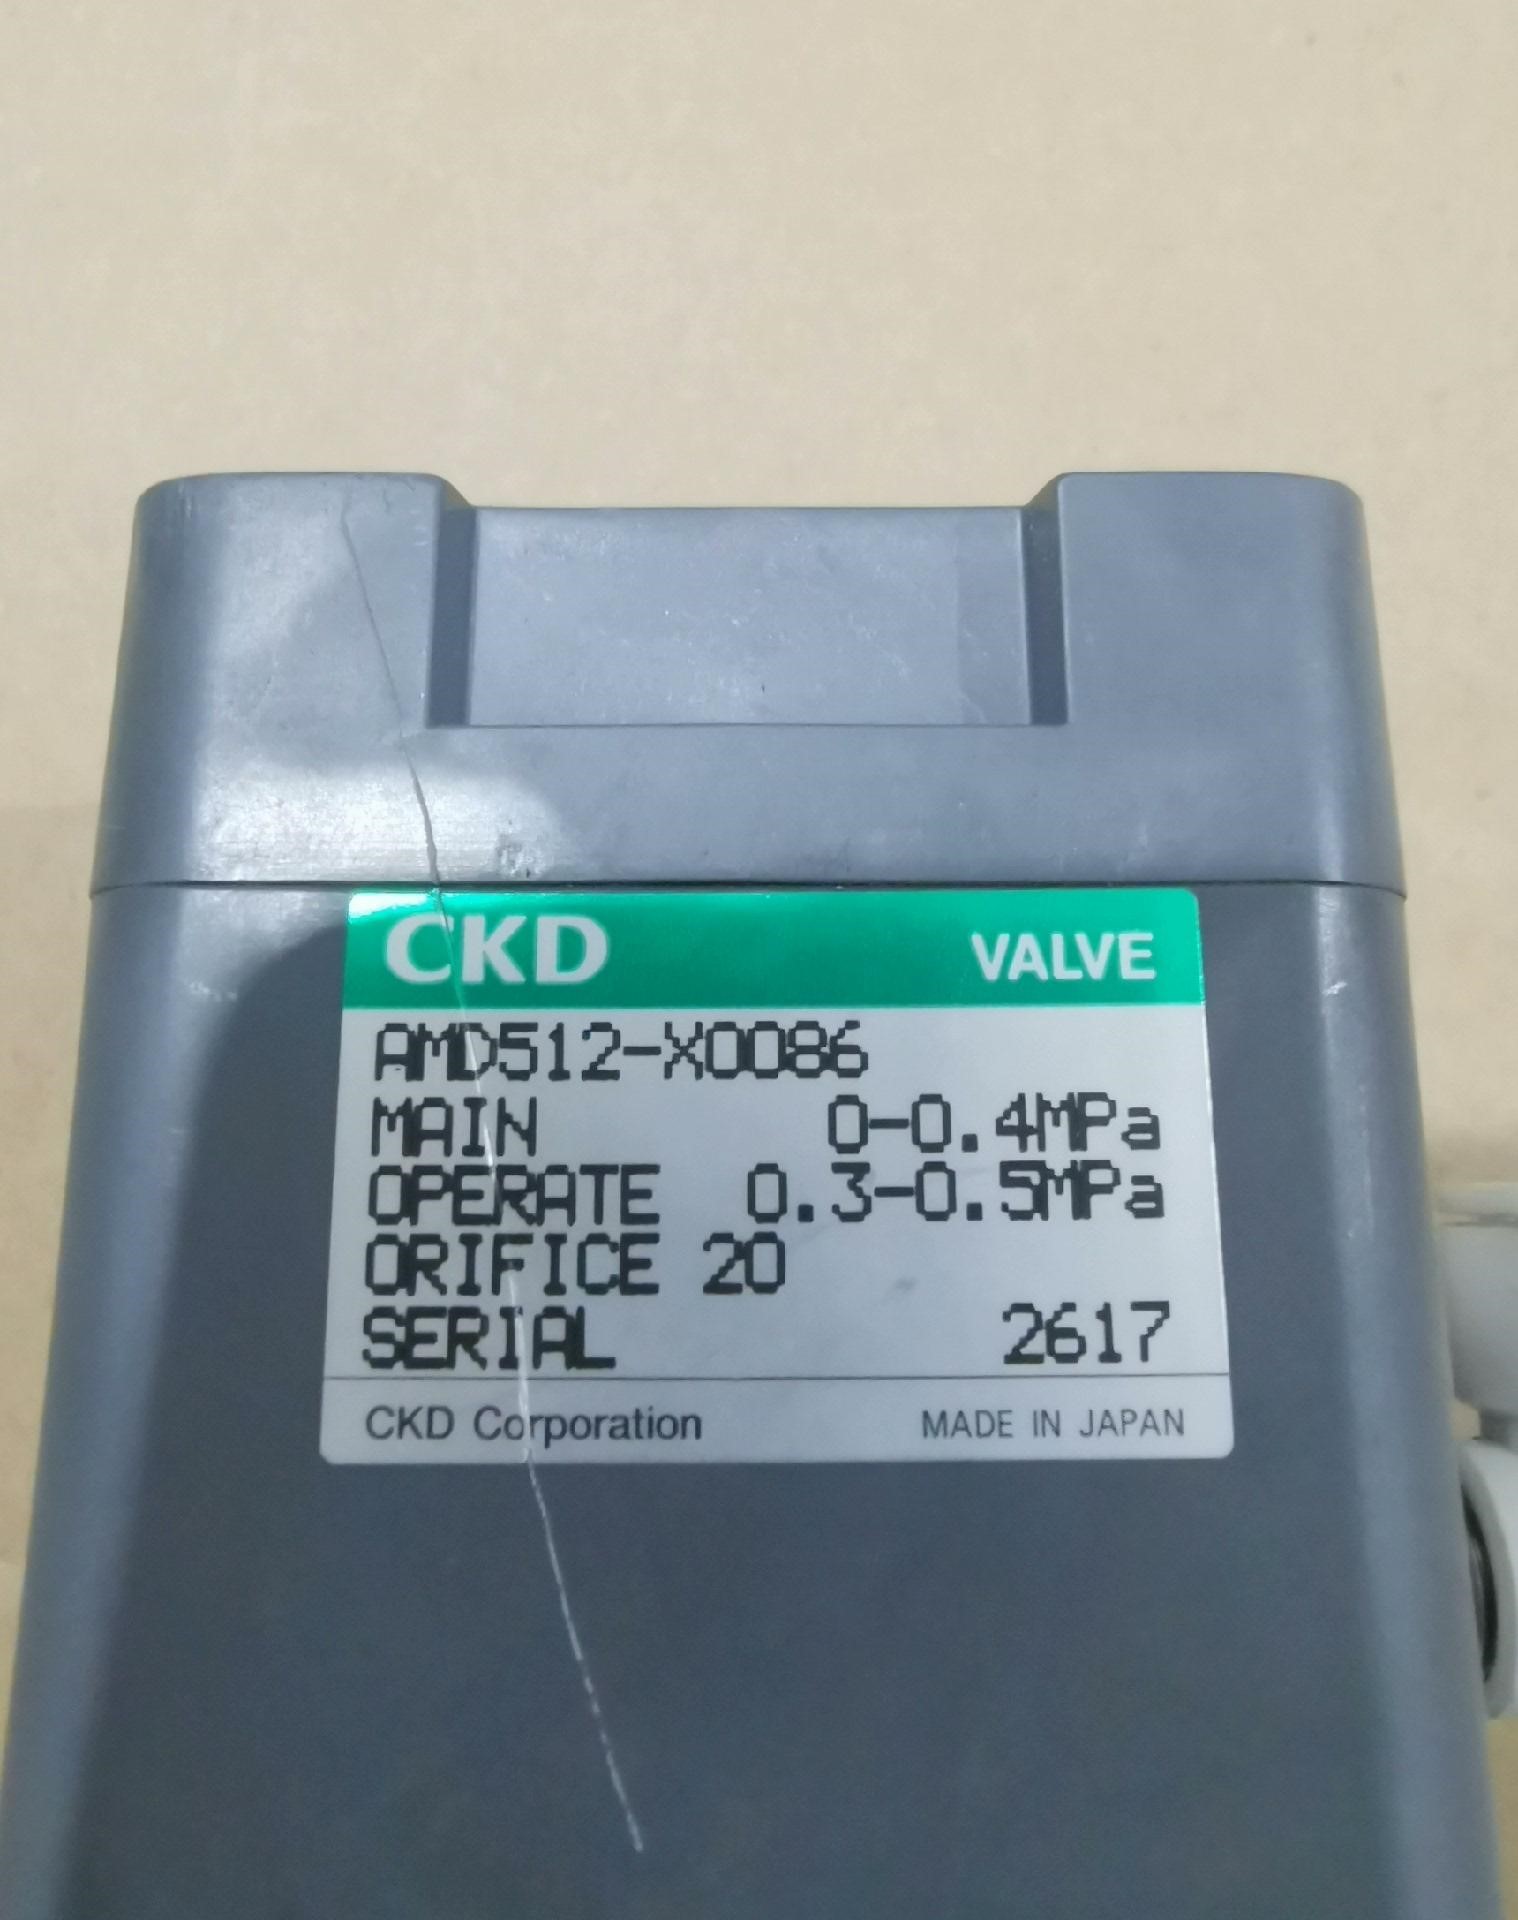 CKD VALVE
AMD512-X0086
MAIN 0-0.4MPa
OPERATE 0.3-0.5MPa
ORIFICE 20
SERIAL 2617
CKD Corporation MADE IN JAPAN